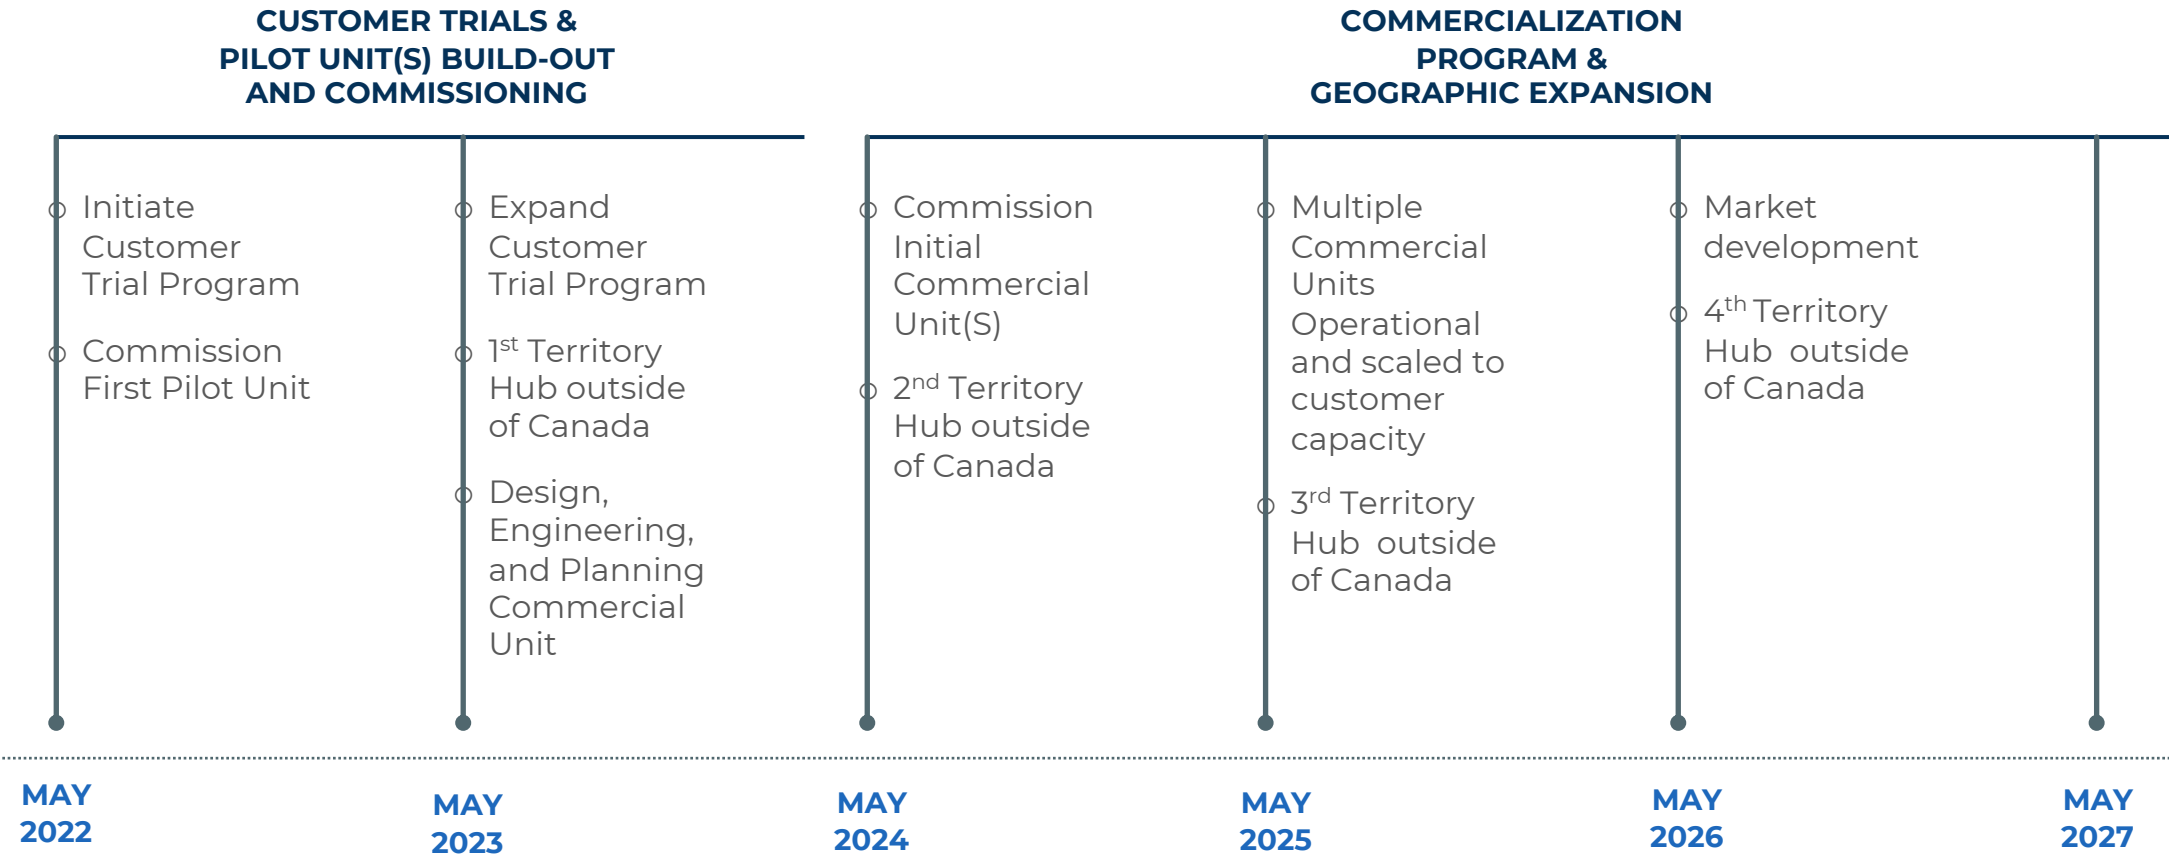 CUSTOMER TRIALS &
PILOT UNIT(S) BUILD-OUT
AND COMMISSIONING
COMMERCIALIZATION
PROGRAM &
GEOGRAPHIC EXPANSION
Initiate
Customer
Trial Program
Commission
First Pilot Unit
Expand
Customer
Trial Program
1st Territory
Hub outside
of Canada
Design,
Engineering,
and Planning
Commercial
Unit
Commission
Initial
Commercial
Unit(S)
2nd Territory
Hub outside
of Canada
Multiple
Commercial
Units
Operational
and scaled to
customer
capacity
3rd Territory
Hub outside
of Canada
Market
development
4th Territory
Hub outside
of Canada
MAY
2022
MAY
2023
MAY
2024
MAY
2025
MAY
2026
MAY
2027